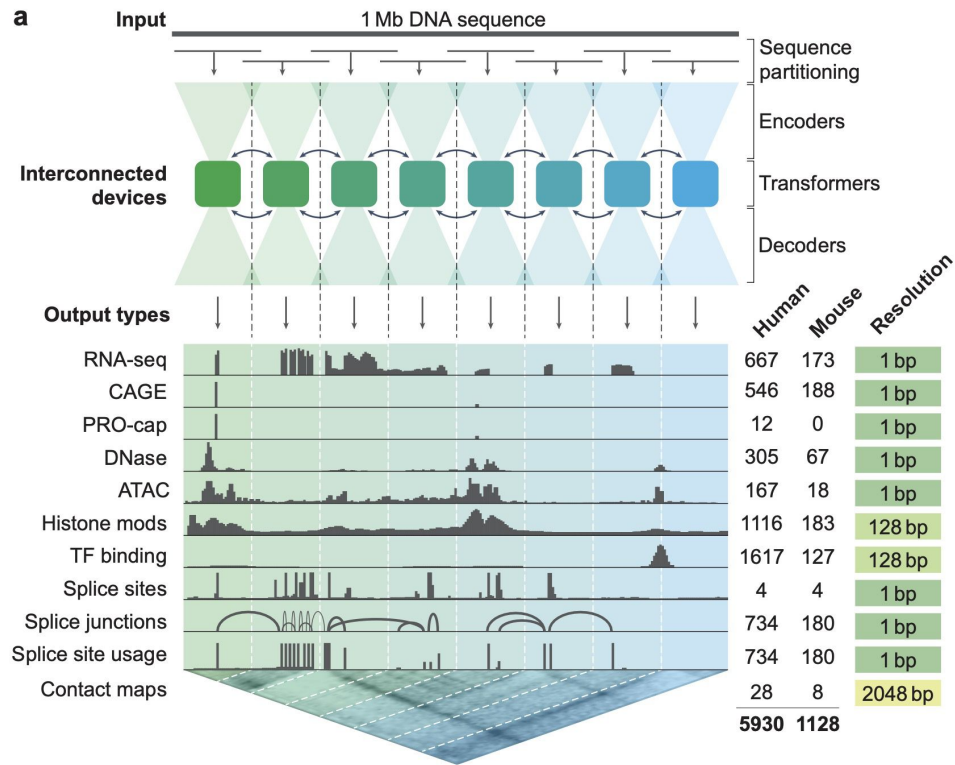 a
Input 1 Mb DNA sequence
Sequence
partitioning
Encoders
Interconnected
devices
Transformers
Decoders
Output types Human Mouse Resolution
RNA-seq 667 173 1 bp
CAGE 546 188 1 bp
PRO-cap 12 0 1 bp
DNase 305 67 1 bp
ATAC 167 18 1 bp
Histone mods 1116 183 128 bp
TF binding 1617 127 128 bp
Splice sites 4 4 1 bp
Splice junctions 734 180 1 bp
Splice site usage 734 180 1 bp
Contact maps 28 8 2048 bp
5930 1128